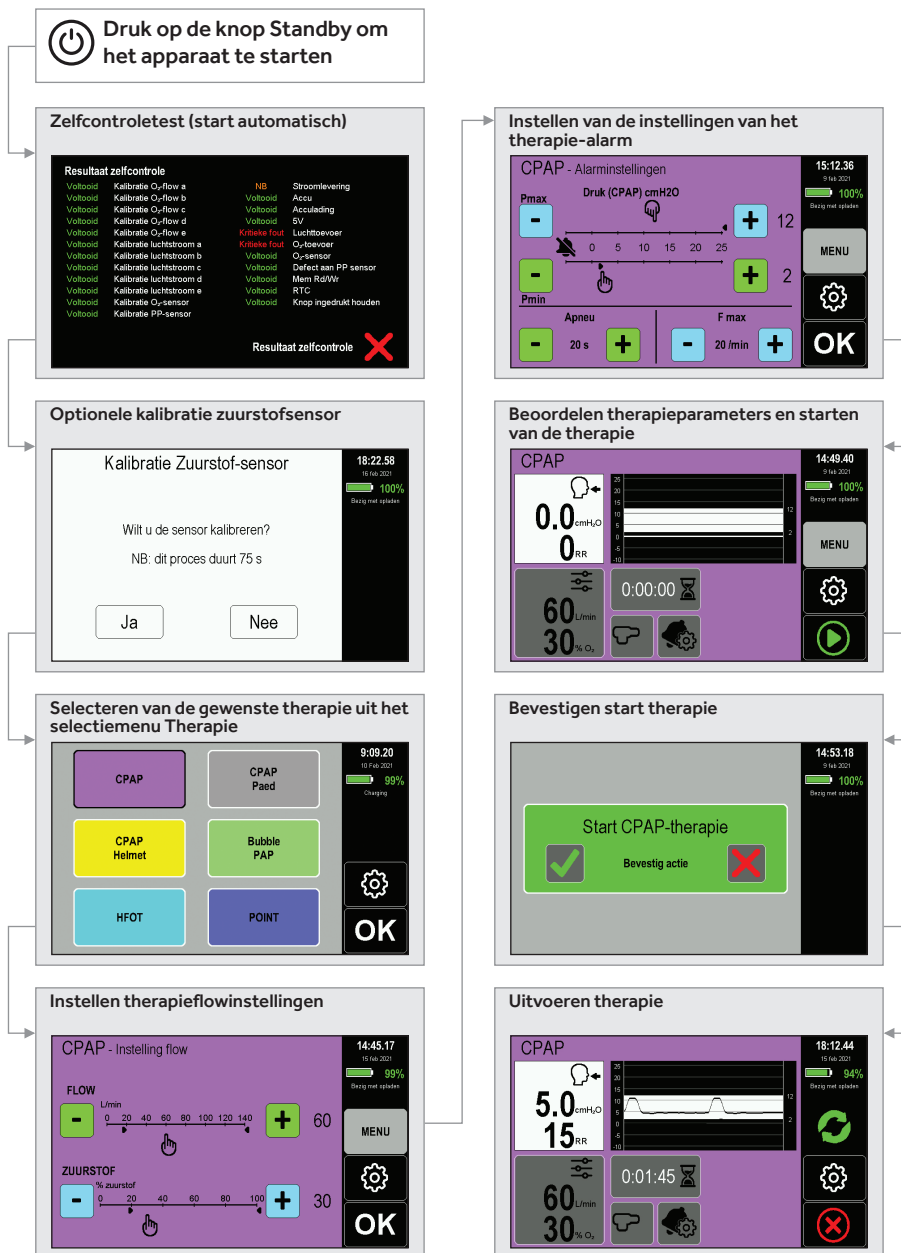 Druk op de knop Standby om
het apparaat te starten
Zelfcontroletest (start automatisch)
Resultaat zelfcontrole
Voltooid Kalibratie O₂-flow a NB Stroomlevering
Voltooid Kalibratie O₂-flow b Voltooid Accu
Voltooid Kalibratie O₂-flow c Voltooid Acculading
Voltooid Kalibratie O₂-flow d Voltooid 5V
Voltooid Kalibratie O₂-flow e Kritieke fout Luchttoevoer
Voltooid Kalibratie luchtstroom a Kritieke fout O₂-toevoer
Voltooid Kalibratie luchtstroom b Voltooid O₂-sensor
Voltooid Kalibratie luchtstroom c Voltooid Defect aan PP sensor
Voltooid Kalibratie luchtstroom d Voltooid Mem Rd/Wr
Voltooid Kalibratie luchtstroom e Voltooid RTC
Voltooid Kalibratie O₂-sensor Voltooid Knop ingedrukt houden
Voltooid Kalibratie PP-sensor
Resultaat zelfcontrole
Optionele kalibratie zuurstofsensor
Kalibratie Zuurstof-sensor
18:22.58
16 feb 2021
100%
Bezig met opladen
Wilt u de sensor kalibreren?
NB: dit proces duurt 75 s
Ja Nee
Selecteren van de gewenste therapie uit het
selectiemenu Therapie
9:09.20
10 Feb 2021
99%
Charging
CPAP
CPAP
Paed
CPAP
Helmet
Bubble
PAP
HFOT
POINT
OK
Instellen therapieflowinstellingen
CPAP - Instelling flow
14:45.17
15 feb 2021
99%
Bezig met opladen
FLOW
L/min
0 20 40 60 80 100 120 140
- + 60
MENU
ZUURSTOF
% zuurstof
0 20 40 60 80 100
- + 30
OK
Instellen van de instellingen van het
therapie-alarm
CPAP - Alarminstellingen
15:12.36
9 feb 2021
100%
Bezig met opladen
Pmax
Druk (CPAP) cmH2O
- + 12
0 5 10 15 20 25
MENU
- + 2
Pmin
Apneu F max
- 20 s + - 20 /min +
OK
Beoordelen therapieparameters en starten
van de therapie
CPAP
14:49.40
9 feb 2021
100%
Bezig met opladen
0.0 cmH₂O
0 RR
25
20
15
10
5
0
-5
-10
12
2
MENU
60 L/min
30 % O₂
0:00:00
Bevestigen start therapie
14:53.18
9 feb 2021
100%
Bezig met opladen
Start CPAP-therapie
Bevestig actie
Uitvoeren therapie
CPAP
18:12.44
15 feb 2021
94%
Bezig met opladen
5.0 cmH₂O
15 RR
25
20
15
10
5
0
-5
-10
12
2
60 L/min
30 % O₂
0:01:45